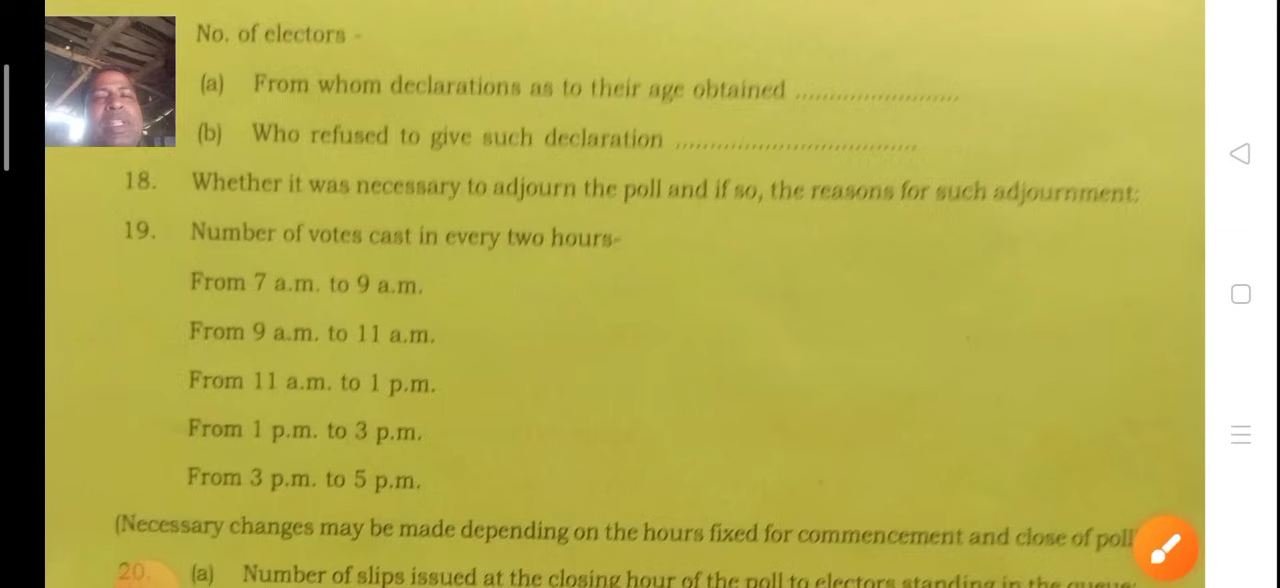 No. of electors -
(a) From whom declarations as to their age obtained ........................
(b) Who refused to give such declaration ....................................
18. Whether it was necessary to adjourn the poll and if so, the reasons for such adjournment:
19. Number of votes cast in every two hours-
From 7 a.m. to 9 a.m.
From 9 a.m. to 11 a.m.
From 11 a.m. to 1 p.m.
From 1 p.m. to 3 p.m.
From 3 p.m. to 5 p.m.
(Necessary changes may be made depending on the hours fixed for commencement and close of poll
20. (a) Number of slips issued at the closing hour of the poll to electors standing in the queue: